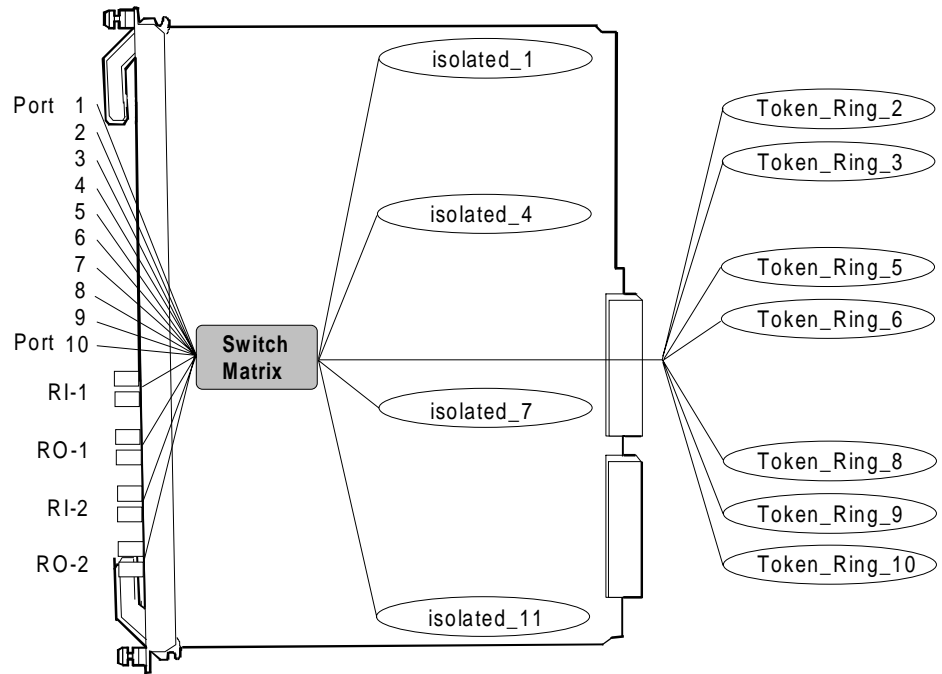 Port 1
2
3
4
5
6
7
8
9
Port 10
RI-1
RO-1
RI-2
RO-2
Switch
Matrix
isolated_1
isolated_4
isolated_7
isolated_11
Token_Ring_2
Token_Ring_3
Token_Ring_5
Token_Ring_6
Token_Ring_8
Token_Ring_9
Token_Ring_10